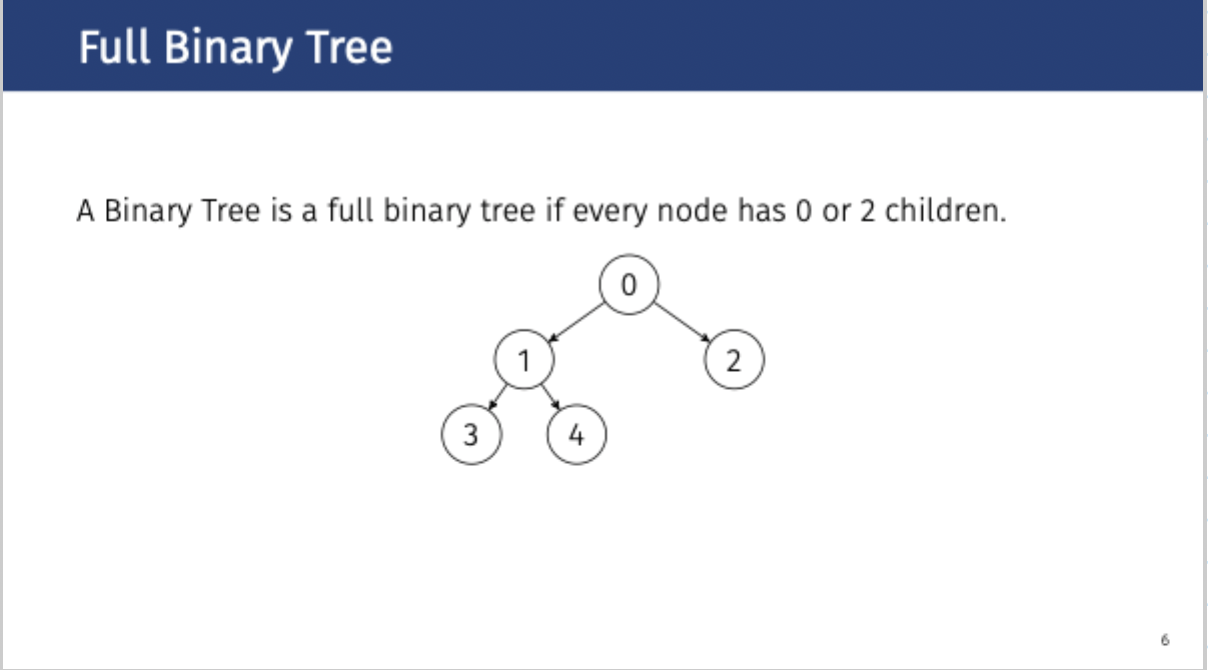 Full Binary Tree
A Binary Tree is a full binary tree if every node has 0 or 2 children.
0
1 2
3 4
6